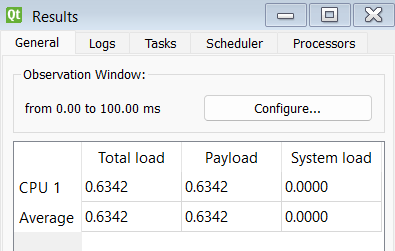 Qt Results
General Logs Tasks Scheduler Processors
Observation Window:
from 0.00 to 100.00 ms Configure...
Total load Payload System load
CPU 1 0.6342 0.6342 0.0000
Average 0.6342 0.6342 0.0000